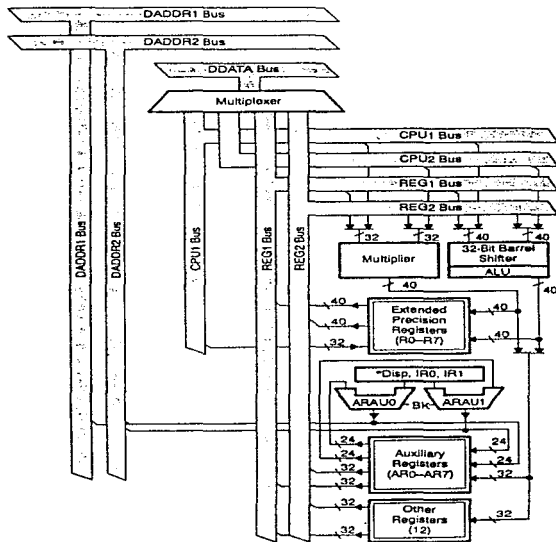 DADDR1 Bus
DADDR2 Bus
DDATA Bus
Multiplexer
CPU1 Bus
CPU2 Bus
REG1 Bus
REG2 Bus
DADDR1 Bus
DADDR2 Bus
CPU1 Bus
REG1 Bus
REG2 Bus
32
32
40
40
Multiplier
32-Bit Barrel
Shifter
ALU
40
40
40
40
32
Extended
Precision
Registers
(R0–R7)
40
40
*Disp, IR0, IR1
ARAU0
BK
ARAU1
24
24
32
32
Auxiliary
Registers
(AR0–AR7)
24
24
32
32
32
Other
Registers
(12)
32